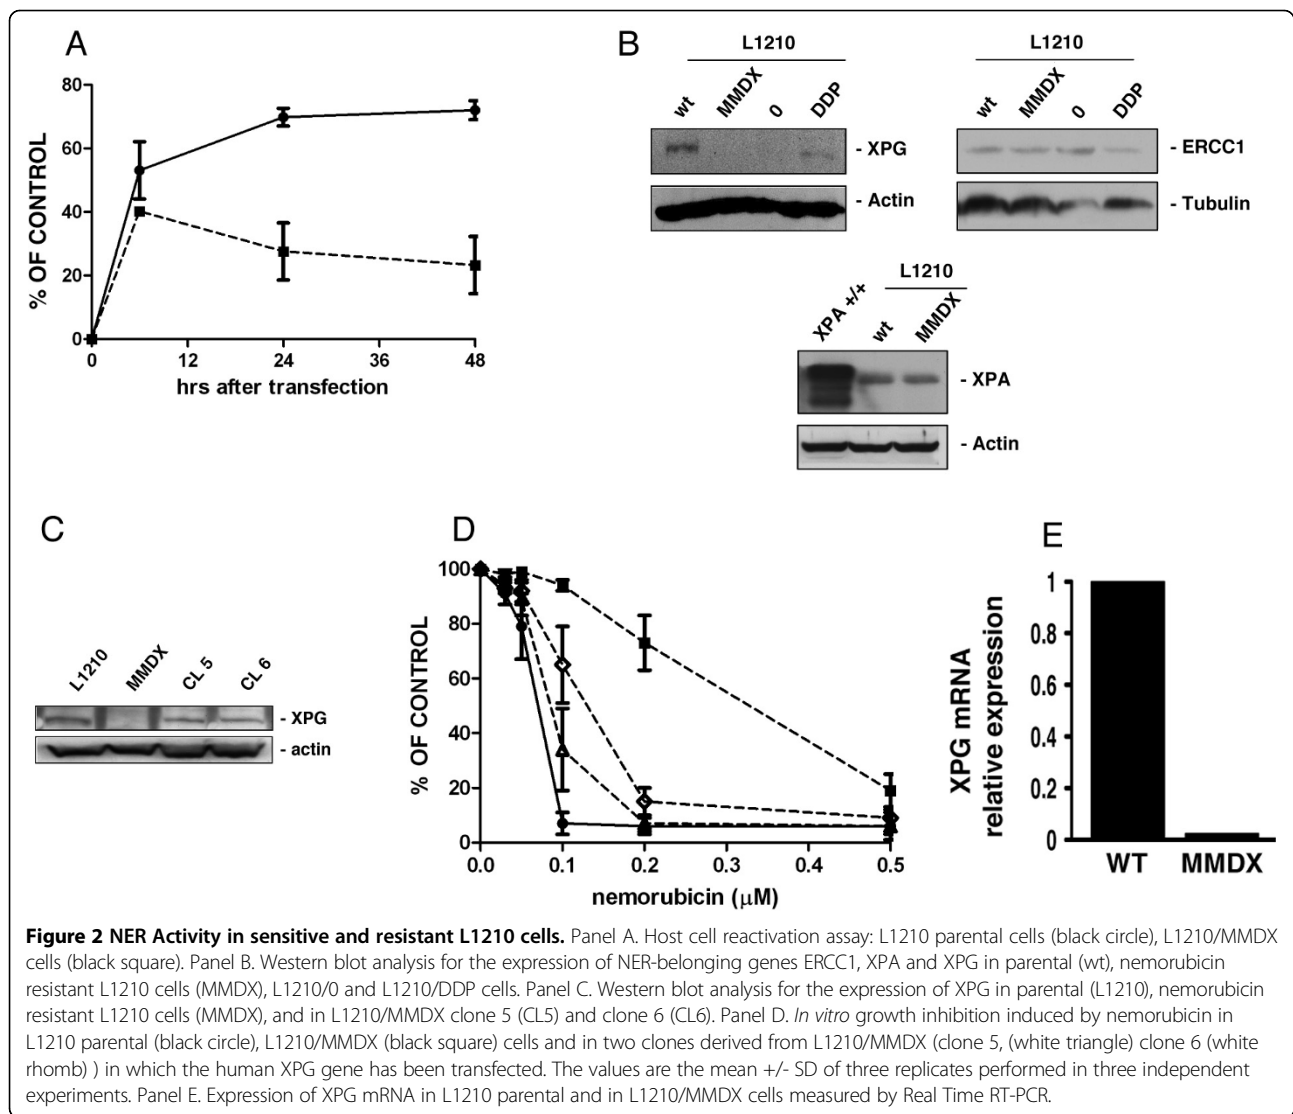 A
80
60
40
20
0
% OF CONTROL
0 12 24 36 48
hrs after transfection
B
L1210
wt MMDX 0 DDP
- XPG
- Actin
L1210
wt MMDX 0 DDP
- ERCC1
- Tubulin
L1210
XPA +/+ wt MMDX
- XPA
- Actin
C
L1210 MMDX CL 5 CL 6
- XPG
- actin
D
100
80
60
40
20
0
% OF CONTROL
0.0 0.1 0.2 0.3 0.4 0.5
nemorubicin (μM)
E
1
0.8
0.6
0.4
0.2
0
XPG mRNA
relative expression
WT MMDX
Figure 2 NER Activity in sensitive and resistant L1210 cells. Panel A. Host cell reactivation assay: L1210 parental cells (black circle), L1210/MMDX
cells (black square). Panel B. Western blot analysis for the expression of NER-belonging genes ERCC1, XPA and XPG in parental (wt), nemorubicin
resistant L1210 cells (MMDX), L1210/0 and L1210/DDP cells. Panel C. Western blot analysis for the expression of XPG in parental (L1210), nemorubicin
resistant L1210 cells (MMDX), and in L1210/MMDX clone 5 (CL5) and clone 6 (CL6). Panel D. In vitro growth inhibition induced by nemorubicin in
L1210 parental (black circle), L1210/MMDX (black square) cells and in two clones derived from L1210/MMDX (clone 5, (white triangle) clone 6 (white
rhomb) ) in which the human XPG gene has been transfected. The values are the mean +/- SD of three replicates performed in three independent
experiments. Panel E. Expression of XPG mRNA in L1210 parental and in L1210/MMDX cells measured by Real Time RT-PCR.